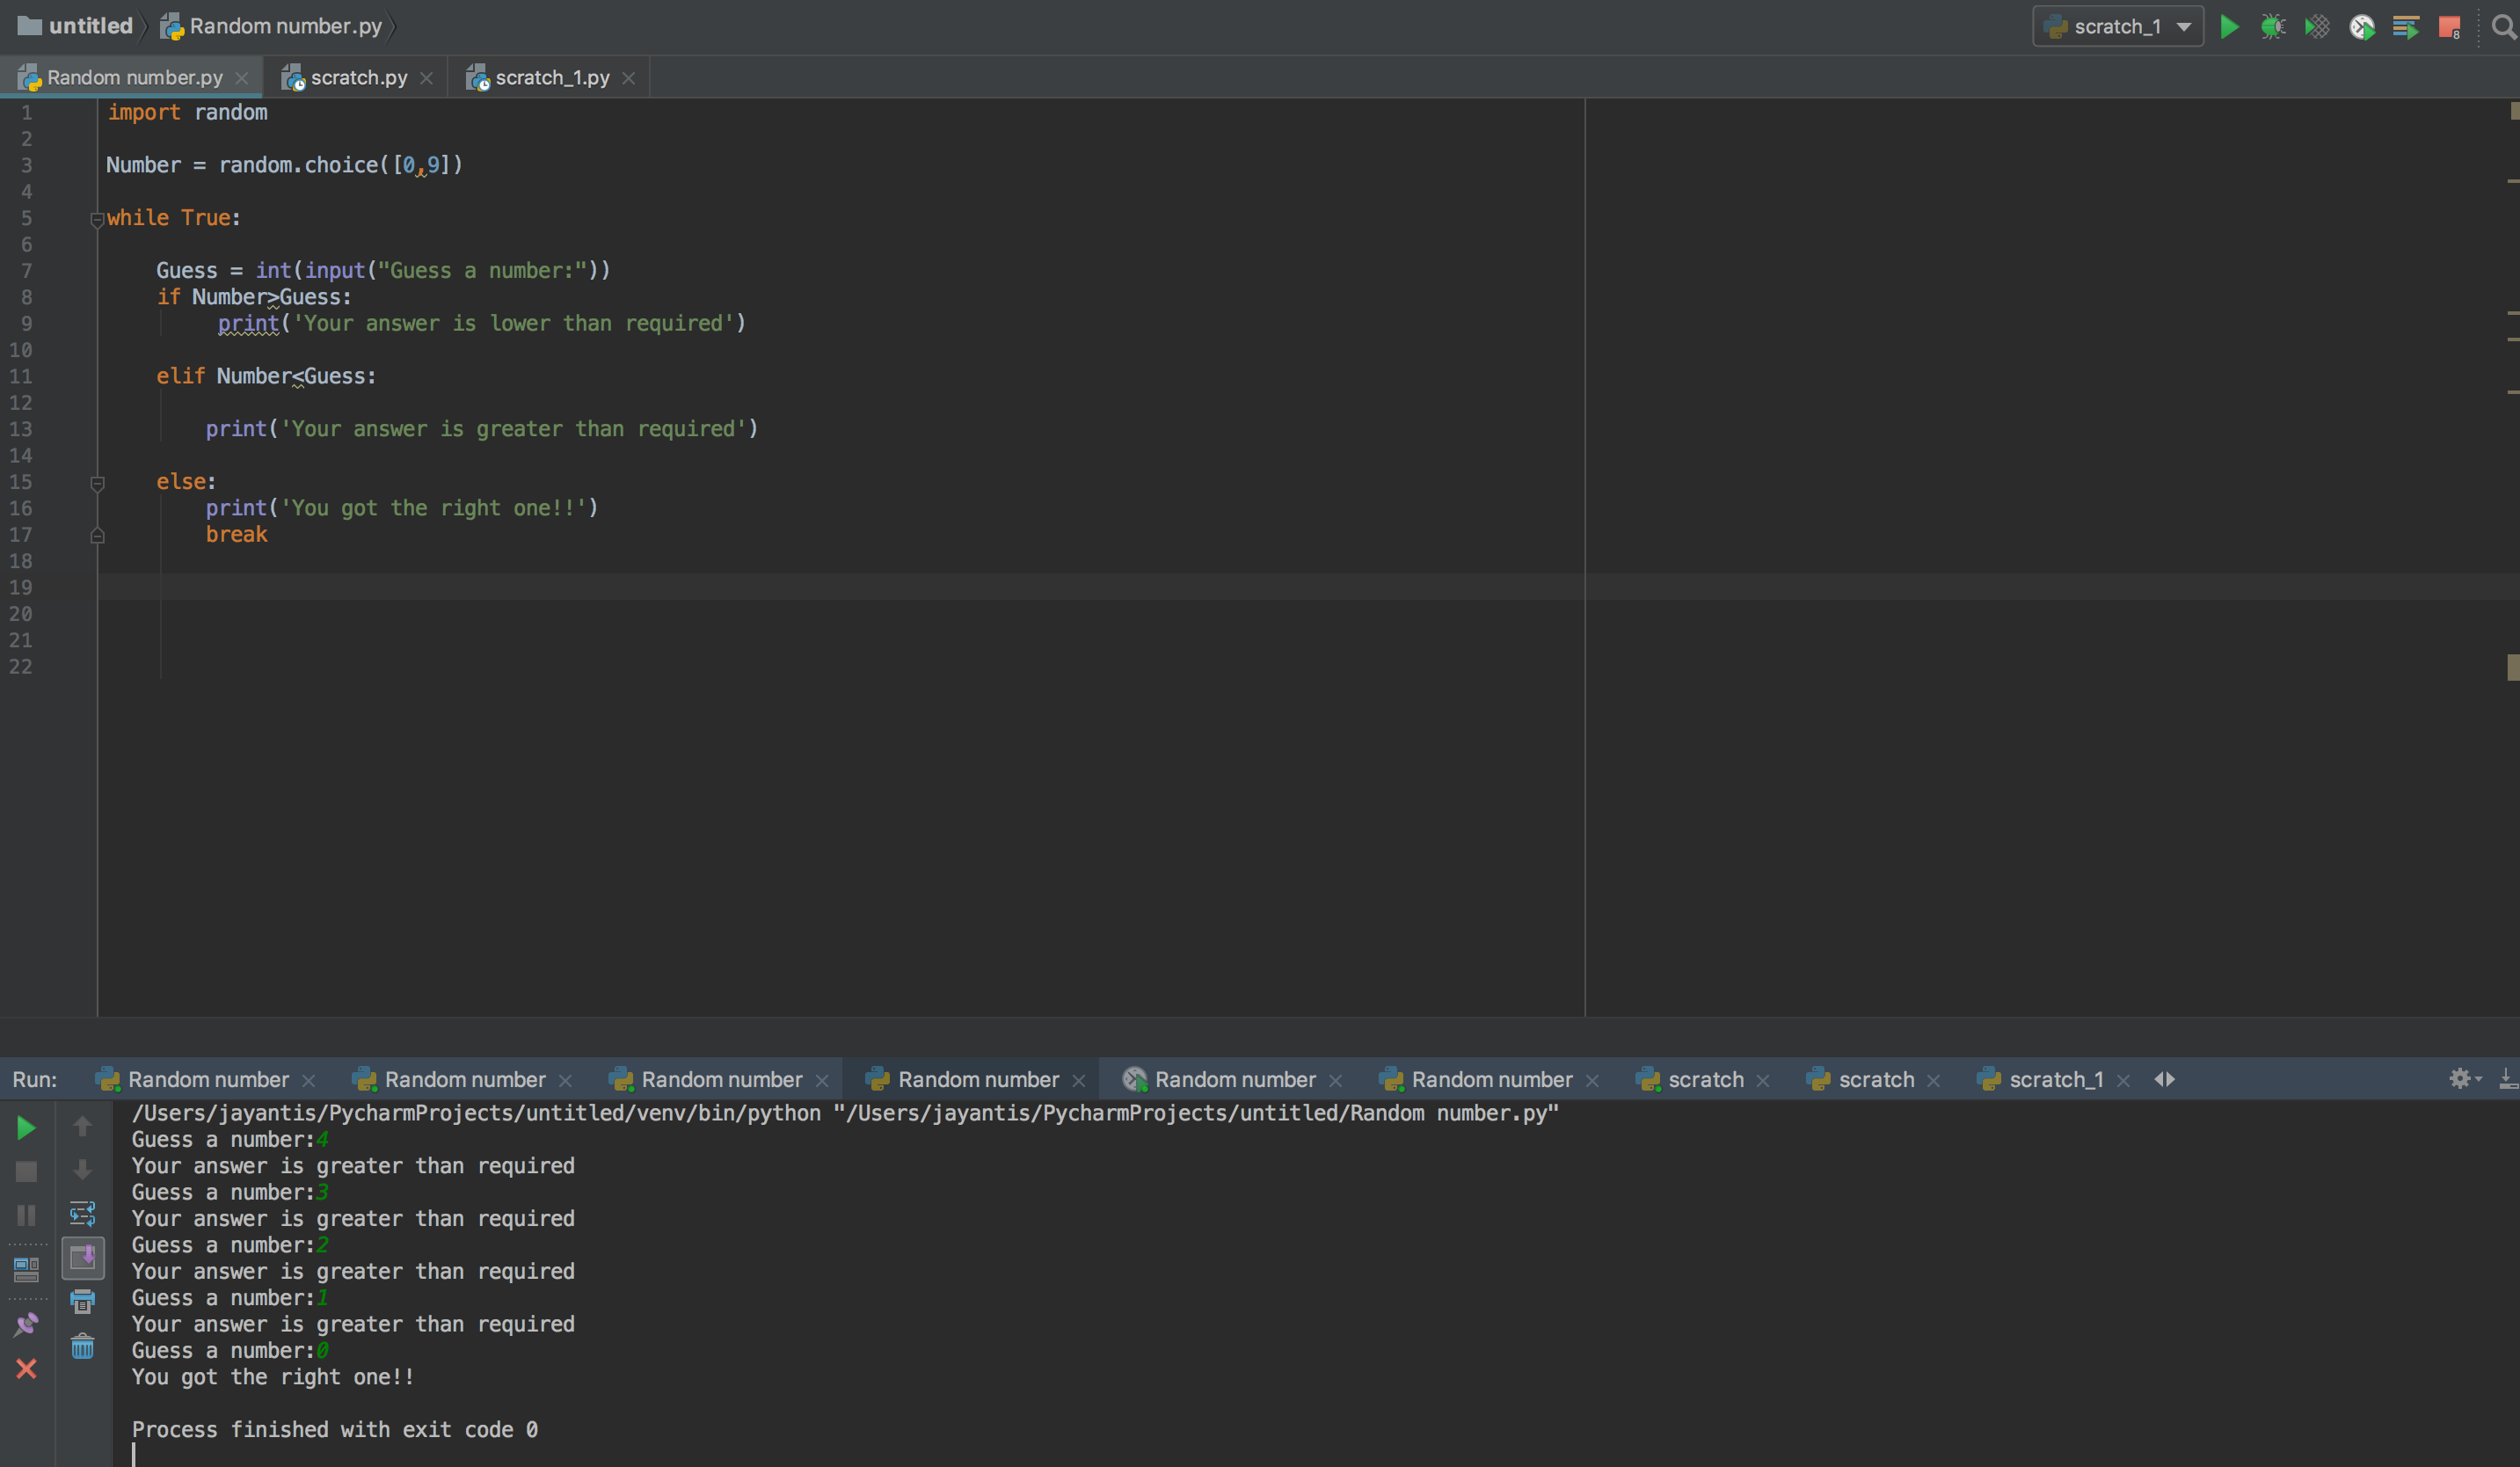 untitled Random number.py scratch_1 8
Random number.py scratch.py scratch_1.py
1 import random
2
3 Number = random.choice([0,9])
4
5 while True:
6
7 Guess = int(input("Guess a number:"))
8 if Number>Guess:
9 print('Your answer is lower than required')
10
11 elif Number<Guess:
12
13 print('Your answer is greater than required')
14
15 else:
16 print('You got the right one!!')
17 break
18
19
20
21
22
Run: Random number Random number Random number Random number Random number Random number scratch scratch scratch_1
/Users/jayantis/PycharmProjects/untitled/venv/bin/python "/Users/jayantis/PycharmProjects/untitled/Random number.py"
Guess a number:4
Your answer is greater than required
Guess a number:3
Your answer is greater than required
Guess a number:2
Your answer is greater than required
Guess a number:1
Your answer is greater than required
Guess a number:0
You got the right one!!
Process finished with exit code 0